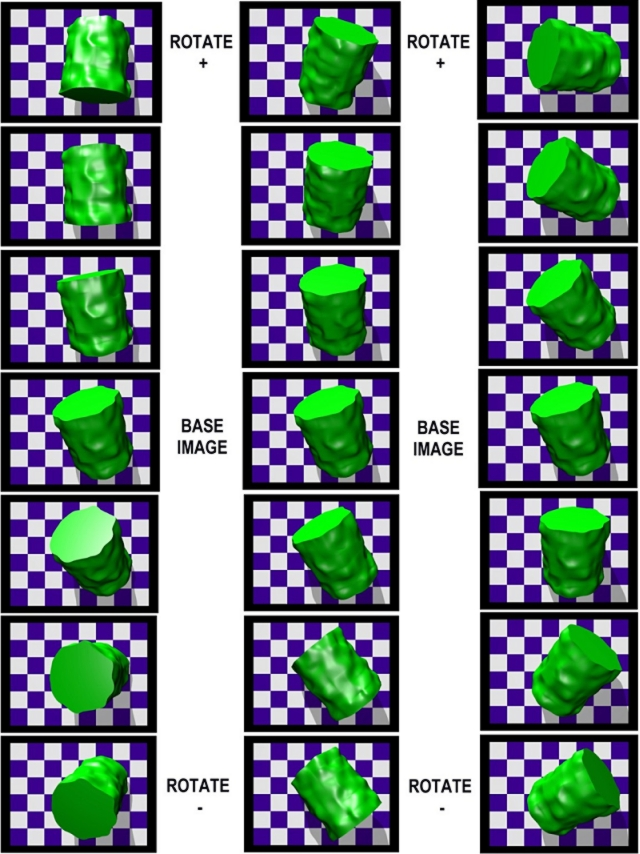 ROTATE
+
ROTATE
+
BASE
IMAGE
BASE
IMAGE
ROTATE
-
ROTATE
-